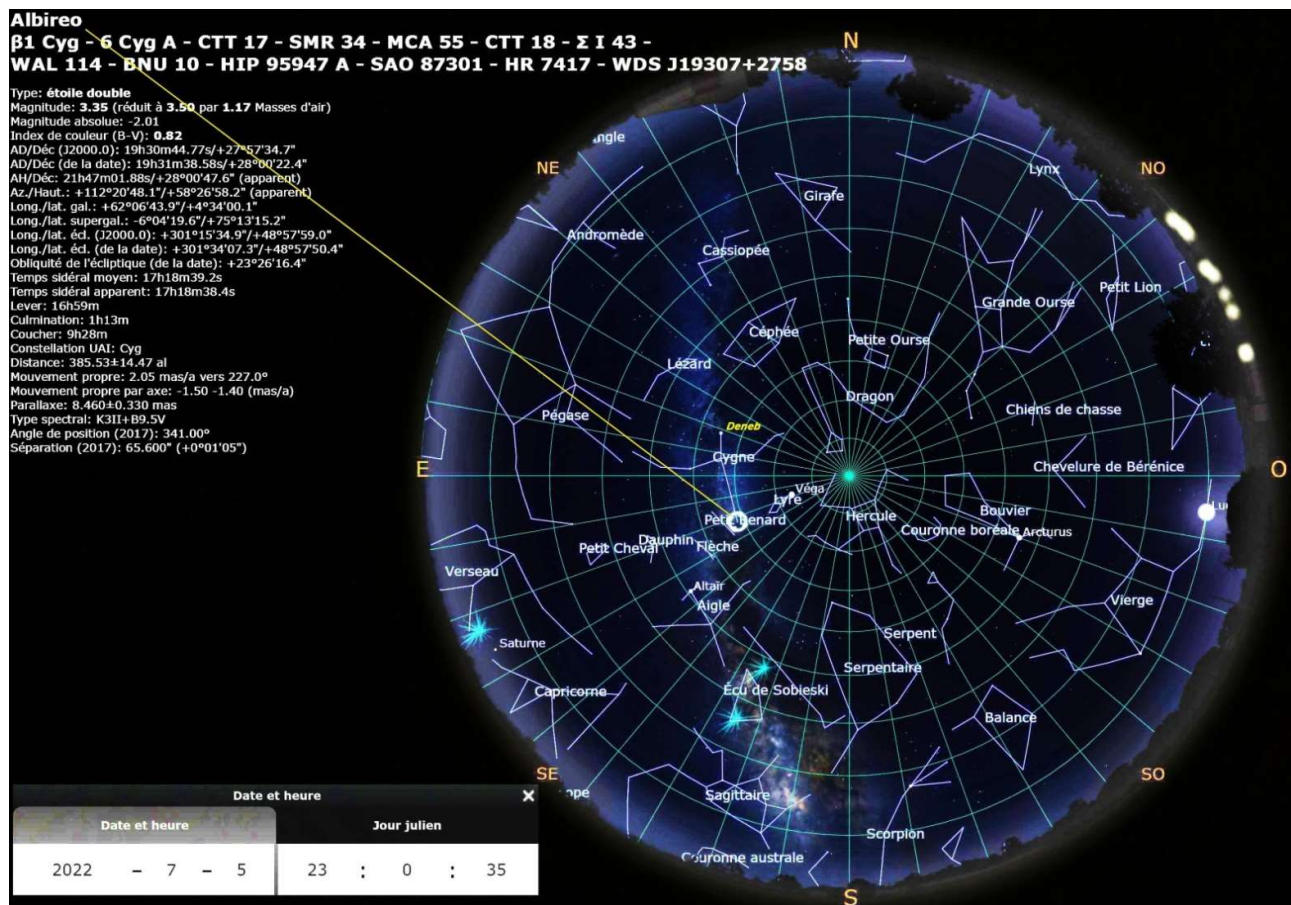 Albireo
β1 Cyg - 6 Cyg A - CTT 17 - SMR 34 - MCA 55 - CTT 18 - Σ I 43 -
WAL 114 - BNU 10 - HIP 95947 A - SAO 87301 - HR 7417 - WDS J19307+2758
Type: étoile double
Magnitude: 3.35 (réduit à 3.50 par 1.17 Masses d'air)
Magnitude absolue: -2.01
Index de couleur (B-V): 0.82
AD/Déc (J2000.0): 19h30m44.77s/+27°57'34.7"
AD/Déc (de la date): 19h31m38.58s/+28°00'22.4"
AH/Déc: 21h47m01.88s/+28°00'47.6" (apparent)
Az./Haut.: +112°20'48.1"/+58°26'58.2" (apparent)
Long./lat. gal.: +62°06'43.9"/+4°34'00.1"
Long./lat. supergal.: -6°04'19.6"/+75°13'15.2"
Long./lat. écl. (J2000.0): +301°15'34.9"/+48°57'59.0"
Long./lat. écl. (de la date): +301°34'07.3"/+48°57'50.4"
Obliquité de l'écliptique (de la date): +23°26'16.4"
Temps sidéral moyen: 17h18m39.2s
Temps sidéral apparent: 17h18m38.4s
Lever: 16h59m
Culmination: 1h13m
Coucher: 9h28m
Constellation UAI: Cyg
Distance: 385.53±14.47 al
Mouvement propre: 2.05 mas/a vers 227.0°
Mouvement propre par axe: -1.50 -1.40 (mas/a)
Parallaxe: 8.460±0.330 mas
Type spectral: K3II+B9.5V
Angle de position (2017): 341.00°
Séparation (2017): 65.600" (+0°01'05")
N
NE
NO
Lynx
Girafe
Andromède
Cassiopée
Petit Lion
Grande Ourse
Céphée
Petite Ourse
Lézard
Dragon
Chiens de chasse
Pégase
Deneb
Cygne
E
Chevelure de Bérénice
O
Véga
Lyre
Bouvier
Hercule
Petit Renard
Couronne boréale
Arcturus
Dauphin
Flèche
Petit Cheval
Verseau
Altaïr
Aigle
Vierge
Serpent
Saturne
Serpentaire
Écu de Sobieski
Capricorne
Balance
SE
SO
Sagittaire
Scorpion
Couronne australe
S
Date et heure
Date et heure
Jour julien
2022 - 7 - 5 23 : 0 : 35